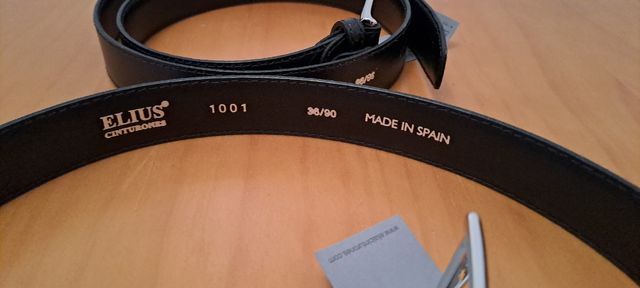 ELIUS®
CINTURONES
1001
36/90
MADE IN SPAIN